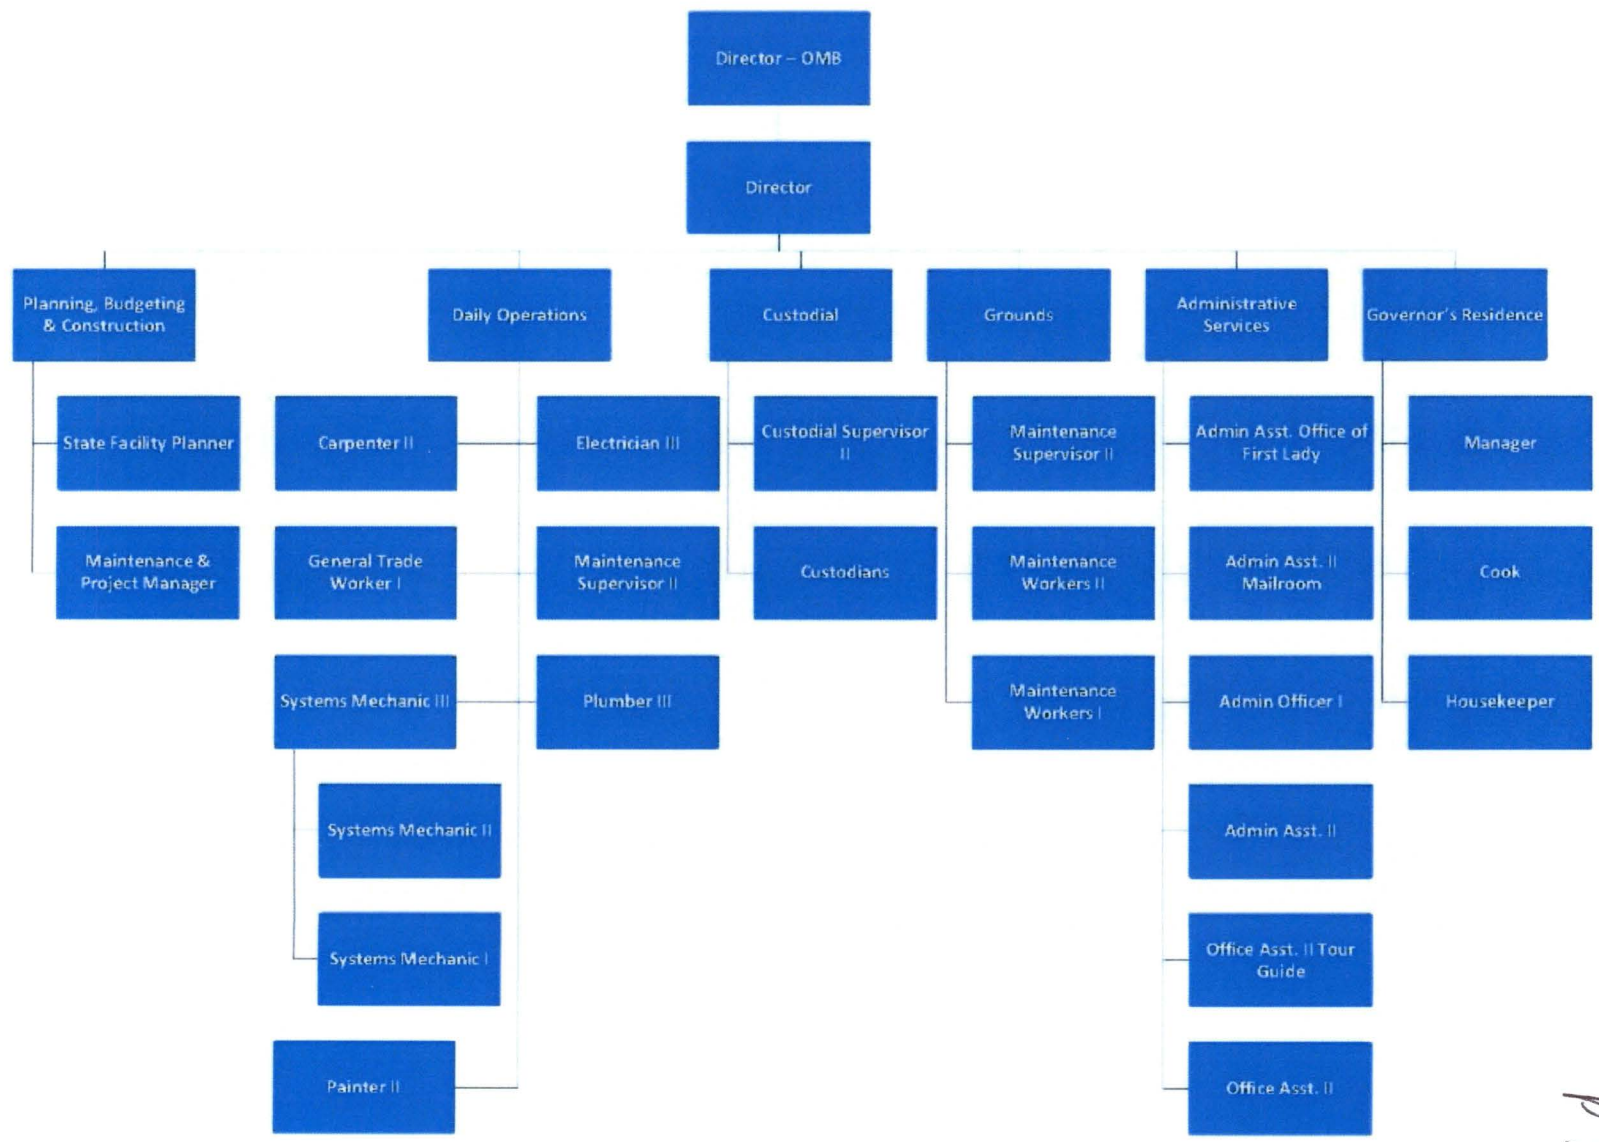 Director – OMB
Director
Planning, Budgeting
& Construction
Daily Operations
Custodial
Grounds
Administrative
Services
Governor's Residence
State Facility Planner
Carpenter II
Electrician III
Custodial Supervisor
II
Maintenance
Supervisor II
Admin Asst. Office of
First Lady
Manager
Maintenance &
Project Manager
General Trade
Worker I
Maintenance
Supervisor II
Custodians
Maintenance
Workers II
Admin Asst. II
Mailroom
Cook
Systems Mechanic III
Plumber III
Maintenance
Workers I
Admin Officer I
Housekeeper
Systems Mechanic II
Admin Asst. II
Systems Mechanic I
Office Asst. II Tour
Guide
Painter II
Office Asst. II